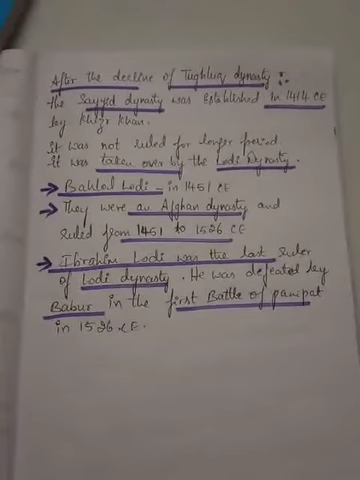 After the decline of Tughluq dynasty :-
the Sayyed dynasty was established in 1414 CE
by Khizr Khan.
it was not ruled for longer period.
It was taken over by the Lodi Dynasty.
→ Bahlol Lodi - in 1451 CE
→ They were an Afghan dynasty and
ruled from 1451 to 1526 CE
→ Ibrahim Lodi was the last ruler
of Lodi dynasty. He was defeated by
Babur in the first Battle of panipat
in 1526 CE.